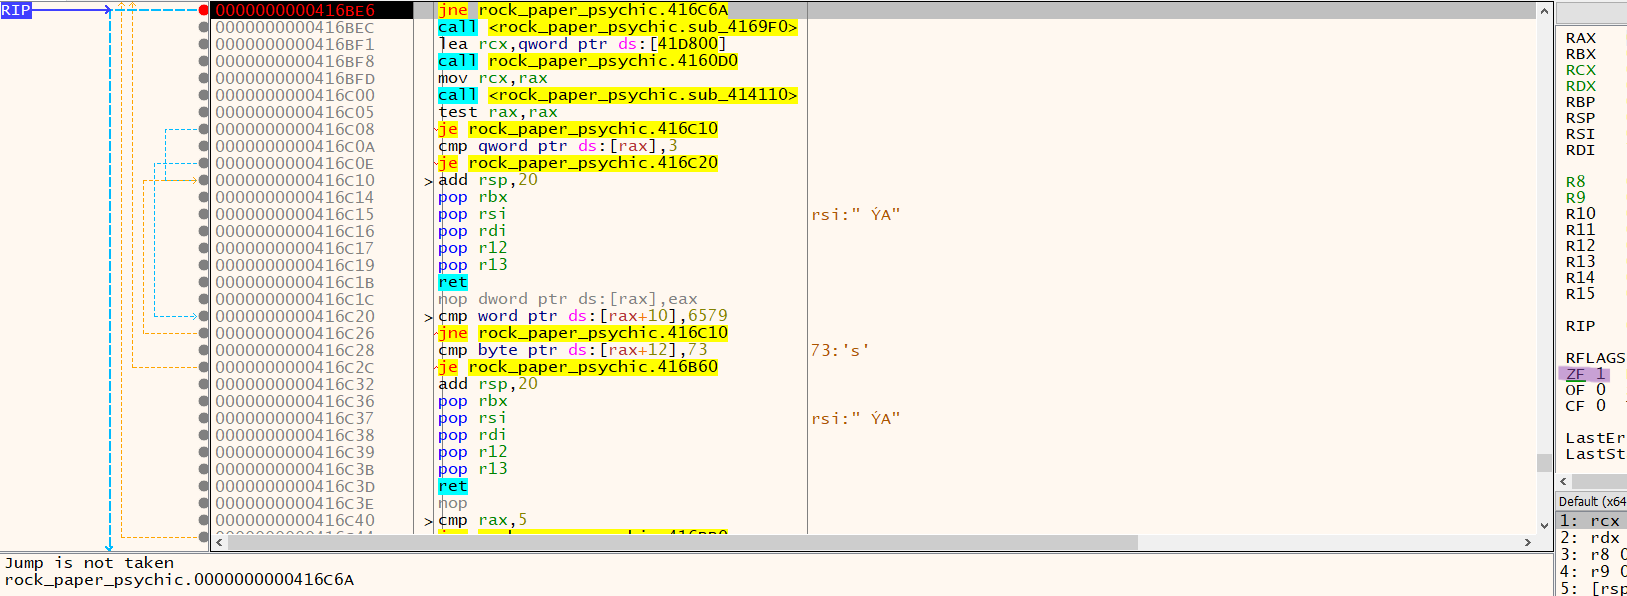 RIP
0000000000416BE6 jne rock_paper_psychic.416C6A
0000000000416BEC call <rock_paper_psychic.sub_4169F0>
0000000000416BF1 lea rcx,qword ptr ds:[41D800]
0000000000416BF8 call rock_paper_psychic.4160D0
0000000000416BFD mov rcx,rax
0000000000416C00 call <rock_paper_psychic.sub_414110>
0000000000416C05 test rax,rax
0000000000416C08 je rock_paper_psychic.416C10
0000000000416C0A cmp qword ptr ds:[rax],3
0000000000416C0E je rock_paper_psychic.416C20
0000000000416C10 > add rsp,20
0000000000416C14 pop rbx
0000000000416C15 pop rsi rsi:" ÝA"
0000000000416C16 pop rdi
0000000000416C17 pop r12
0000000000416C19 pop r13
0000000000416C1B ret
0000000000416C1C nop dword ptr ds:[rax],eax
0000000000416C20 > cmp word ptr ds:[rax+10],6579
0000000000416C26 jne rock_paper_psychic.416C10
0000000000416C28 cmp byte ptr ds:[rax+12],73 73:'s'
0000000000416C2C je rock_paper_psychic.416B60
0000000000416C32 add rsp,20
0000000000416C36 pop rbx
0000000000416C37 pop rsi rsi:" ÝA"
0000000000416C38 pop rdi
0000000000416C39 pop r12
0000000000416C3B pop r13
0000000000416C3D ret
0000000000416C3E nop
0000000000416C40 > cmp rax,5
Jump is not taken
rock_paper_psychic.0000000000416C6A
RAX
RBX
RCX
RDX
RBP
RSP
RSI
RDI
R8
R9
R10
R11
R12
R13
R14
R15
RIP
RFLAGS
ZF 1
OF 0
CF 0
LastEr
LastSt
Default (x64
1: rcx
2: rdx
3: r8 0
4: r9 0
5: [rsp